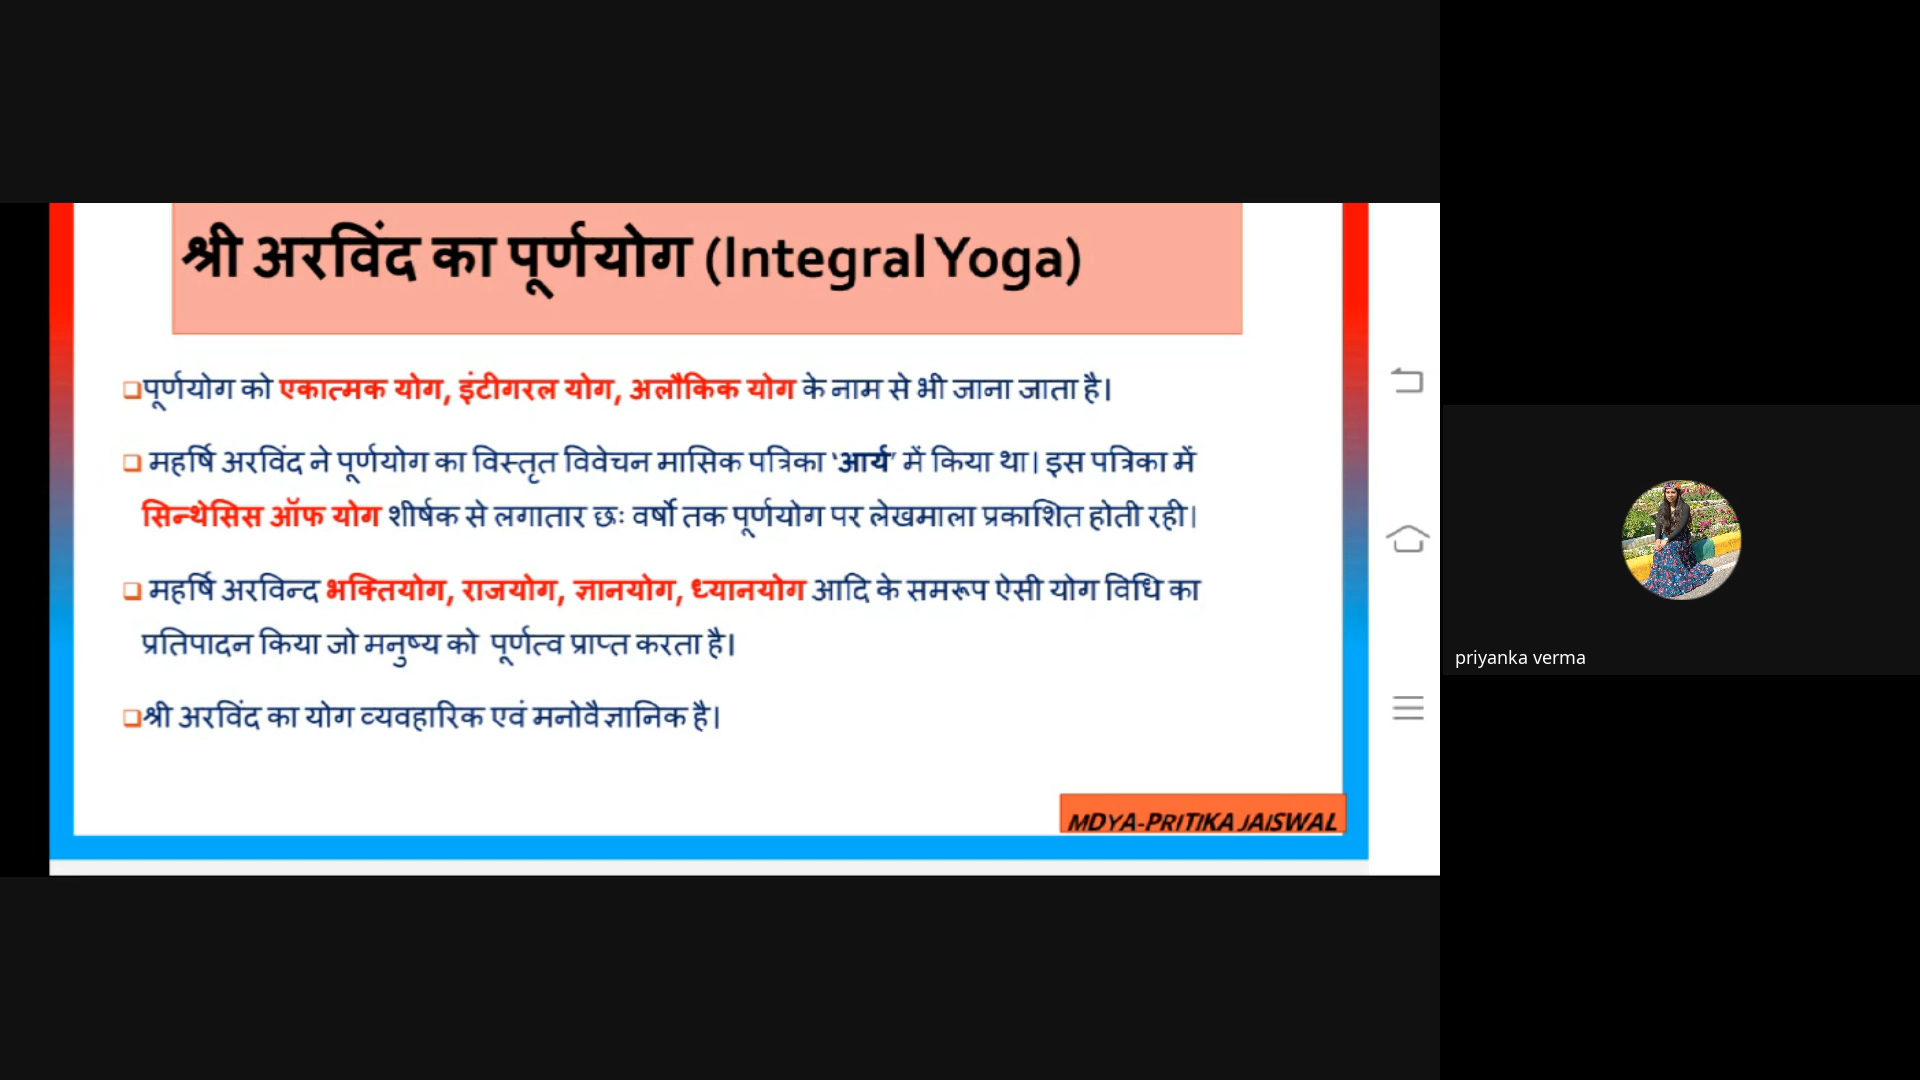 श्री अरविंद का पूर्णयोग (Integral Yoga)
पूर्णयोग को एकात्मक योग, इंटीगरल योग, अलौकिक योग के नाम से भी जाना जाता है।
महर्षि अरविंद ने पूर्णयोग का विस्तृत विवेचन मासिक पत्रिका ‘आर्य’ में किया था। इस पत्रिका में
सिन्थेसिस ऑफ योग शीर्षक से लगातार छः वर्षो तक पूर्णयोग पर लेखमाला प्रकाशित होती रही।
महर्षि अरविन्द भक्तियोग, राजयोग, ज्ञानयोग, ध्यानयोग आदि के समरूप ऐसी योग विधि का
प्रतिपादन किया जो मनुष्य को पूर्णत्व प्राप्त करता है।
श्री अरविंद का योग व्यवहारिक एवं मनोवैज्ञानिक है।
MDYA-PRITIKA JAISWAL
priyanka verma